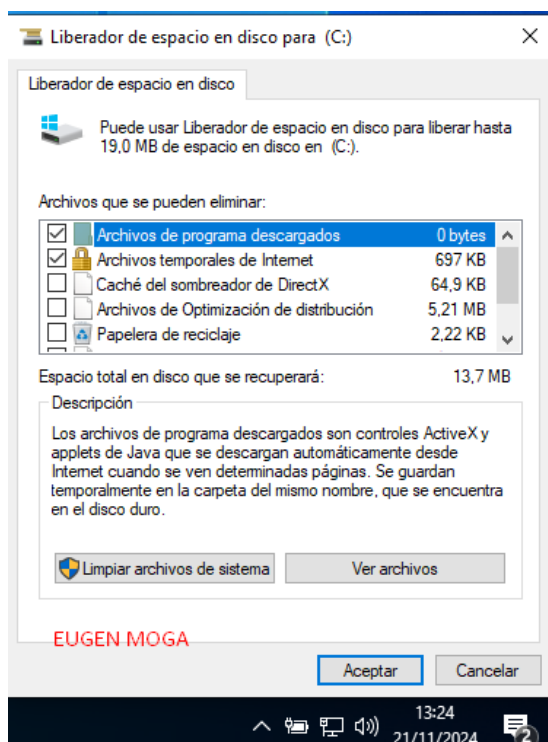 Liberador de espacio en disco para (C:)
Liberador de espacio en disco
Puede usar Liberador de espacio en disco para liberar hasta
19,0 MB de espacio en disco en (C:).
Archivos que se pueden eliminar:
Archivos de programa descargados 0 bytes
Archivos temporales de Internet 697 KB
Caché del sombreador de DirectX 64,9 KB
Archivos de Optimización de distribución 5,21 MB
Papelera de reciclaje 2,22 KB
Espacio total en disco que se recuperará: 13,7 MB
Descripción
Los archivos de programa descargados son controles ActiveX y
applets de Java que se descargan automáticamente desde
Internet cuando se ven determinadas páginas. Se guardan
temporalmente en la carpeta del mismo nombre, que se encuentra
en el disco duro.
Limpiar archivos de sistema Ver archivos
EUGEN MOGA
Aceptar Cancelar
13:24
21/11/2024 2